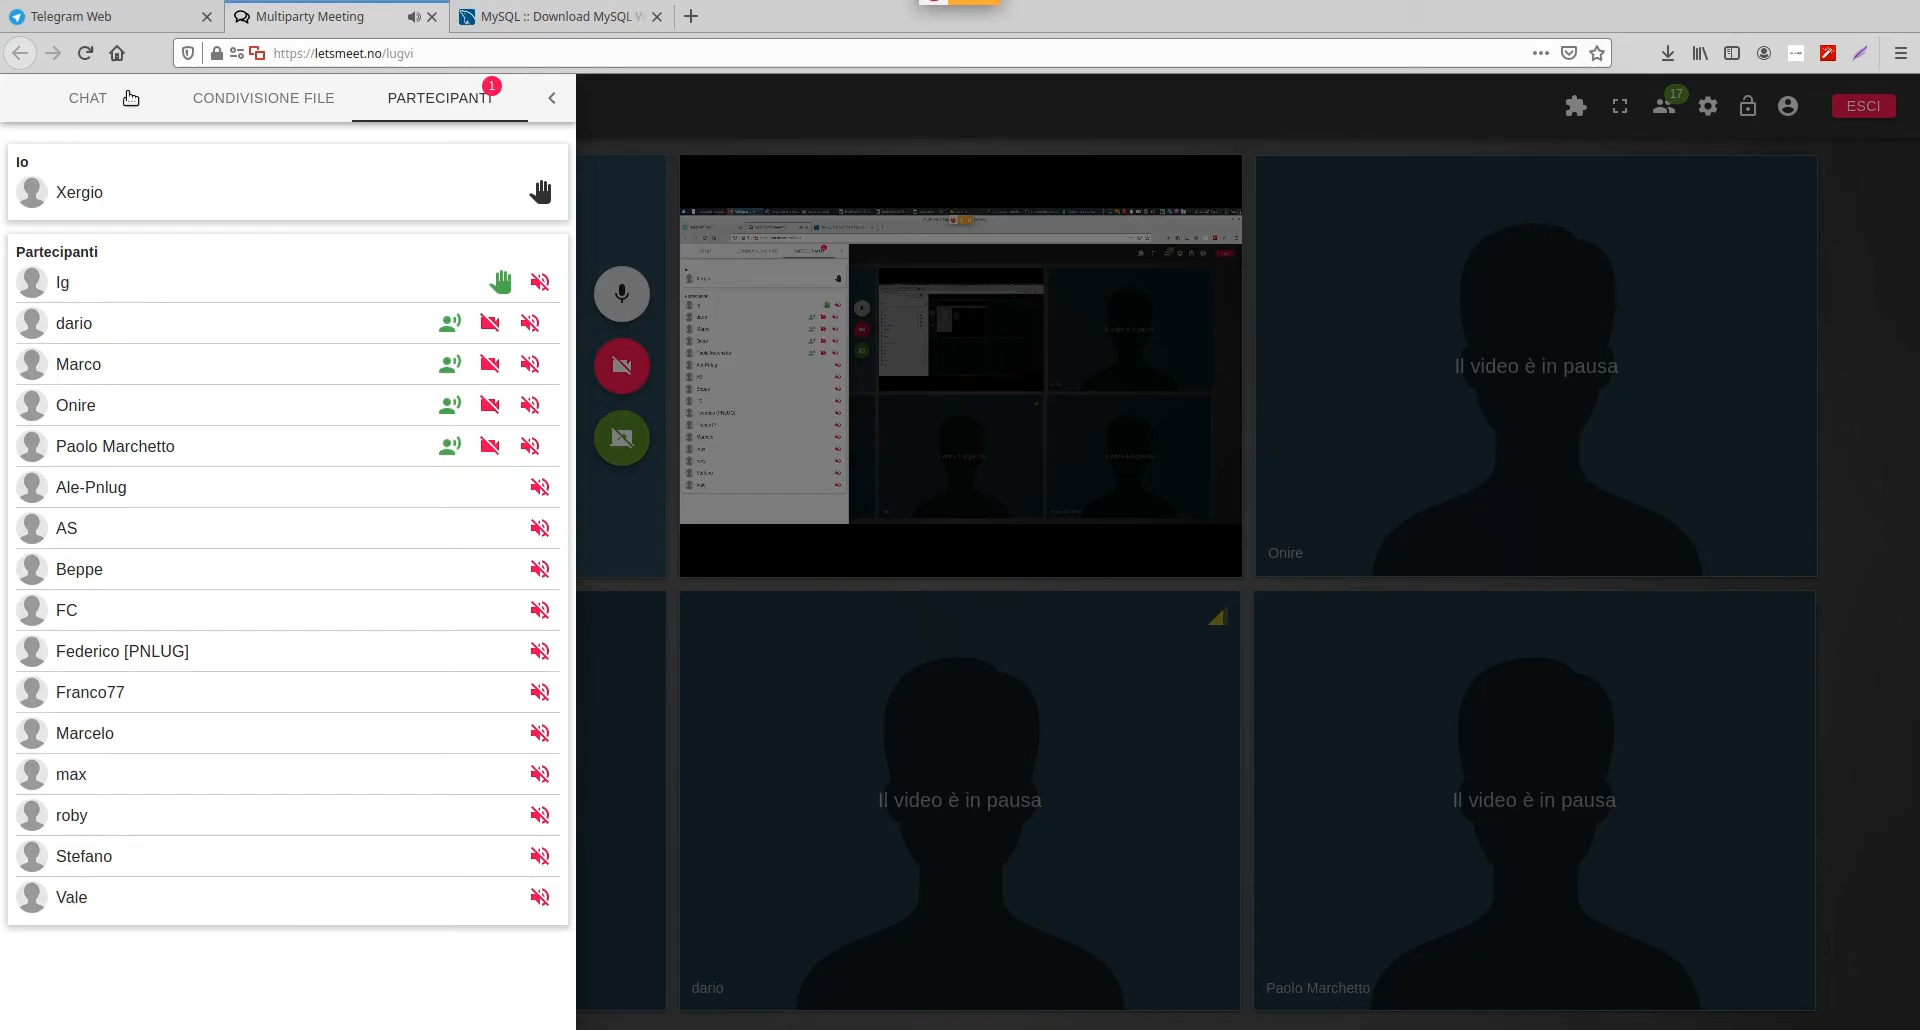 Telegram Web
Multiparty Meeting
MySQL :: Download MySQL W
https://letsmeet.no/lugvi
CHAT
CONDIVISIONE FILE
PARTECIPANTI
1
17
ESCI
Io
Xergio
Partecipanti
Ig
dario
Marco
Onire
Paolo Marchetto
Ale-Pnlug
AS
Beppe
FC
Federico [PNLUG]
Franco77
Marcelo
max
roby
Stefano
Vale
Il video è in pausa
Onire
Il video è in pausa
dario
Il video è in pausa
Paolo Marchetto